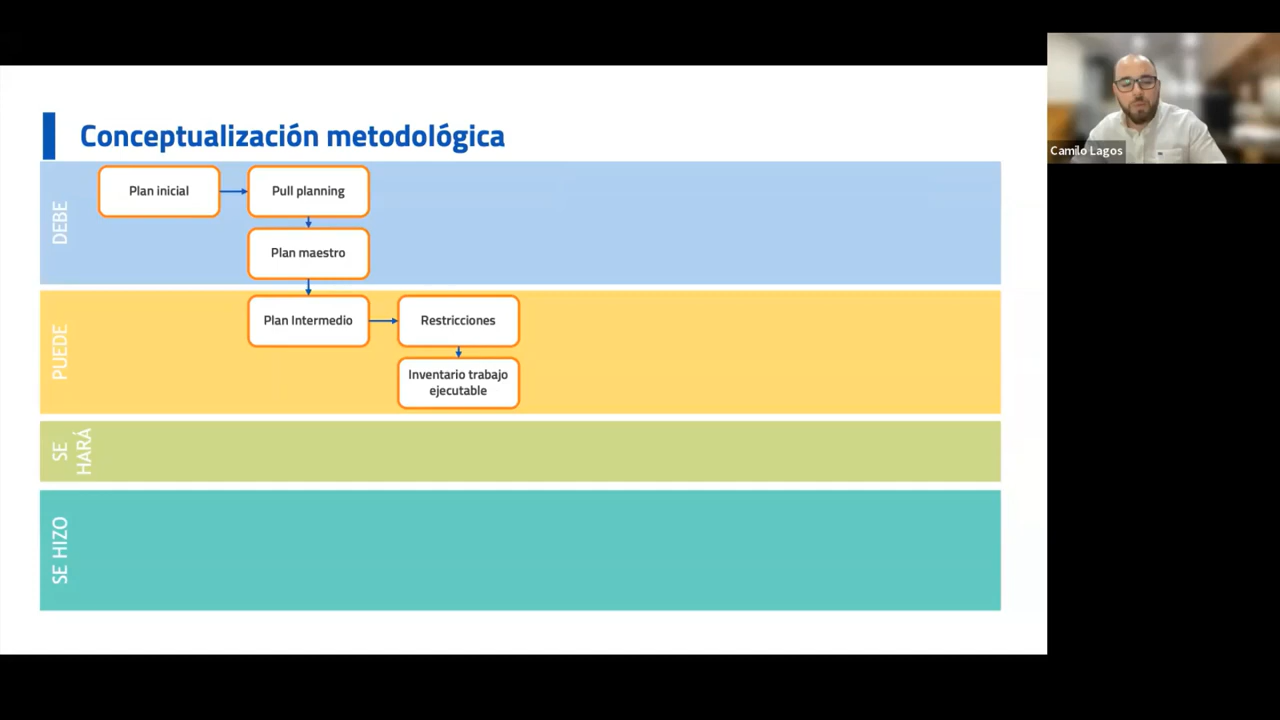 Conceptualización metodológica
Camilo Lagos
DEBE
Plan inicial
Pull planning
Plan maestro
PUEDE
Plan Intermedio
Restricciones
Inventario trabajo
ejecutable
SE
HARÁ
SE HIZO